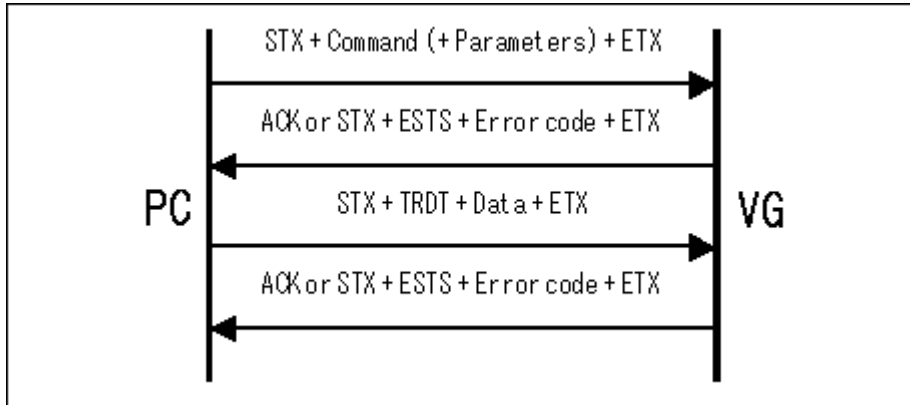 STX + Command (+ Parameters) + ETX
ACK or STX + ESTS + Error code + ETX
PC
STX + TRDT + Data + ETX
VG
ACK or STX + ESTS + Error code + ETX